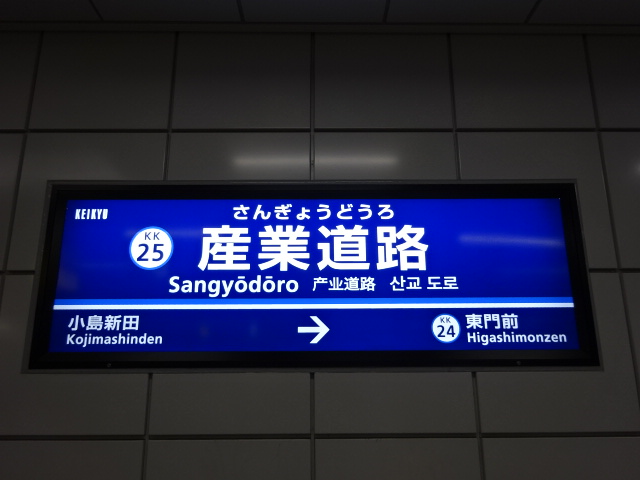 KEIKYU
さんぎょうどうろ
KK
25
産業道路
Sangyōdōro 产业道路 산교 도로
小島新田
Kojimashinden
→
KK
24
東門前
Higashimonzen